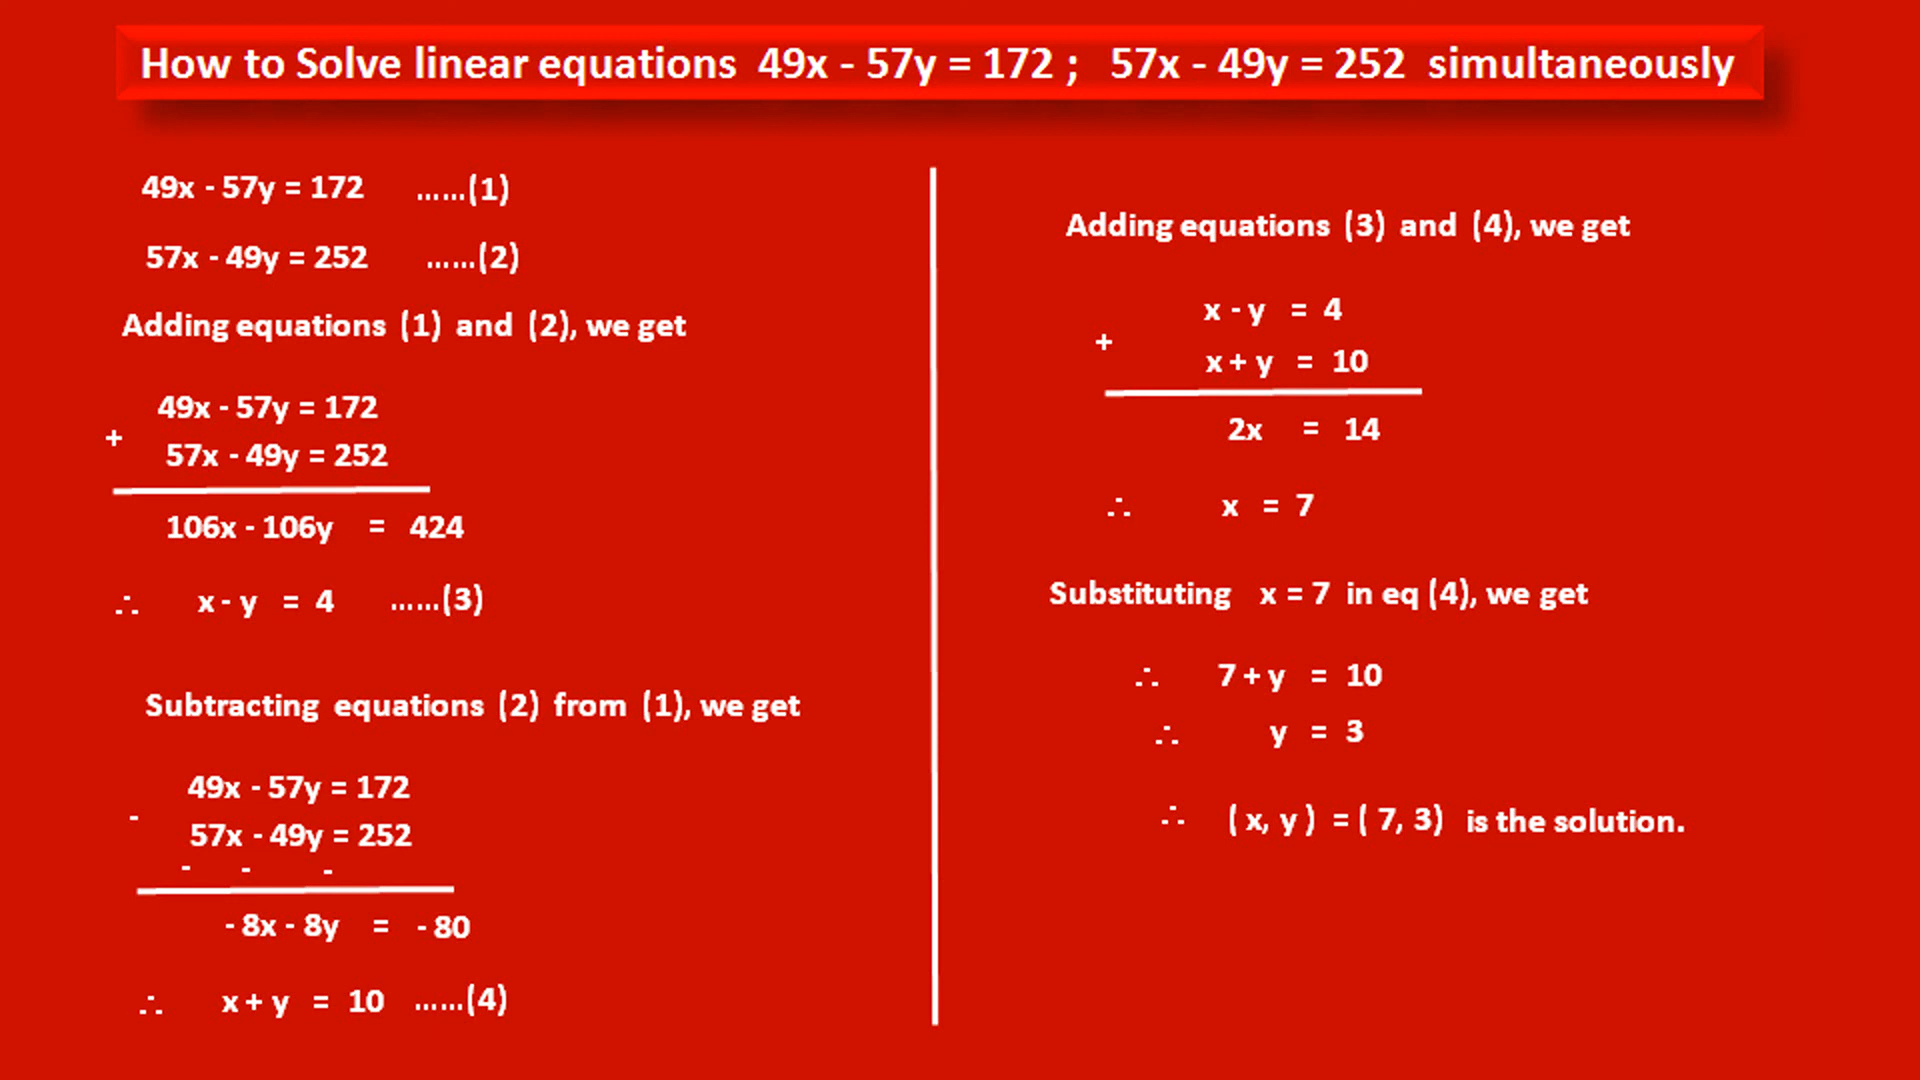 How to Solve linear equations 49x - 57y = 172 ; 57x - 49y = 252 simultaneously
49x - 57y = 172 ......(1)
57x - 49y = 252 ......(2)
Adding equations (1) and (2), we get
49x - 57y = 172
+
57x - 49y = 252
106x - 106y = 424
∴ x - y = 4 ......(3)
Subtracting equations (2) from (1), we get
49x - 57y = 172
-
57x - 49y = 252
- - -
- 8x - 8y = - 80
∴ x + y = 10 ......(4)
Adding equations (3) and (4), we get
x - y = 4
+
x + y = 10
2x = 14
∴ x = 7
Substituting x = 7 in eq (4), we get
∴ 7 + y = 10
∴ y = 3
∴ ( x, y ) = ( 7, 3) is the solution.